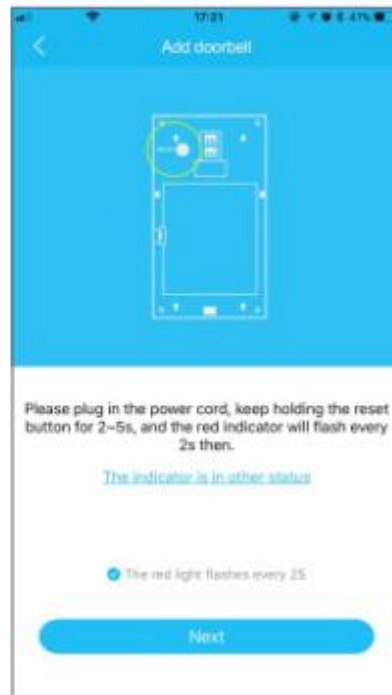 17:21
41%
Add doorbell
Please plug in the power cord, keep holding the reset
button for 2~5s, and the red indicator will flash every
2s then.
The indicator is in other status
The red light flashes every 2S
Next